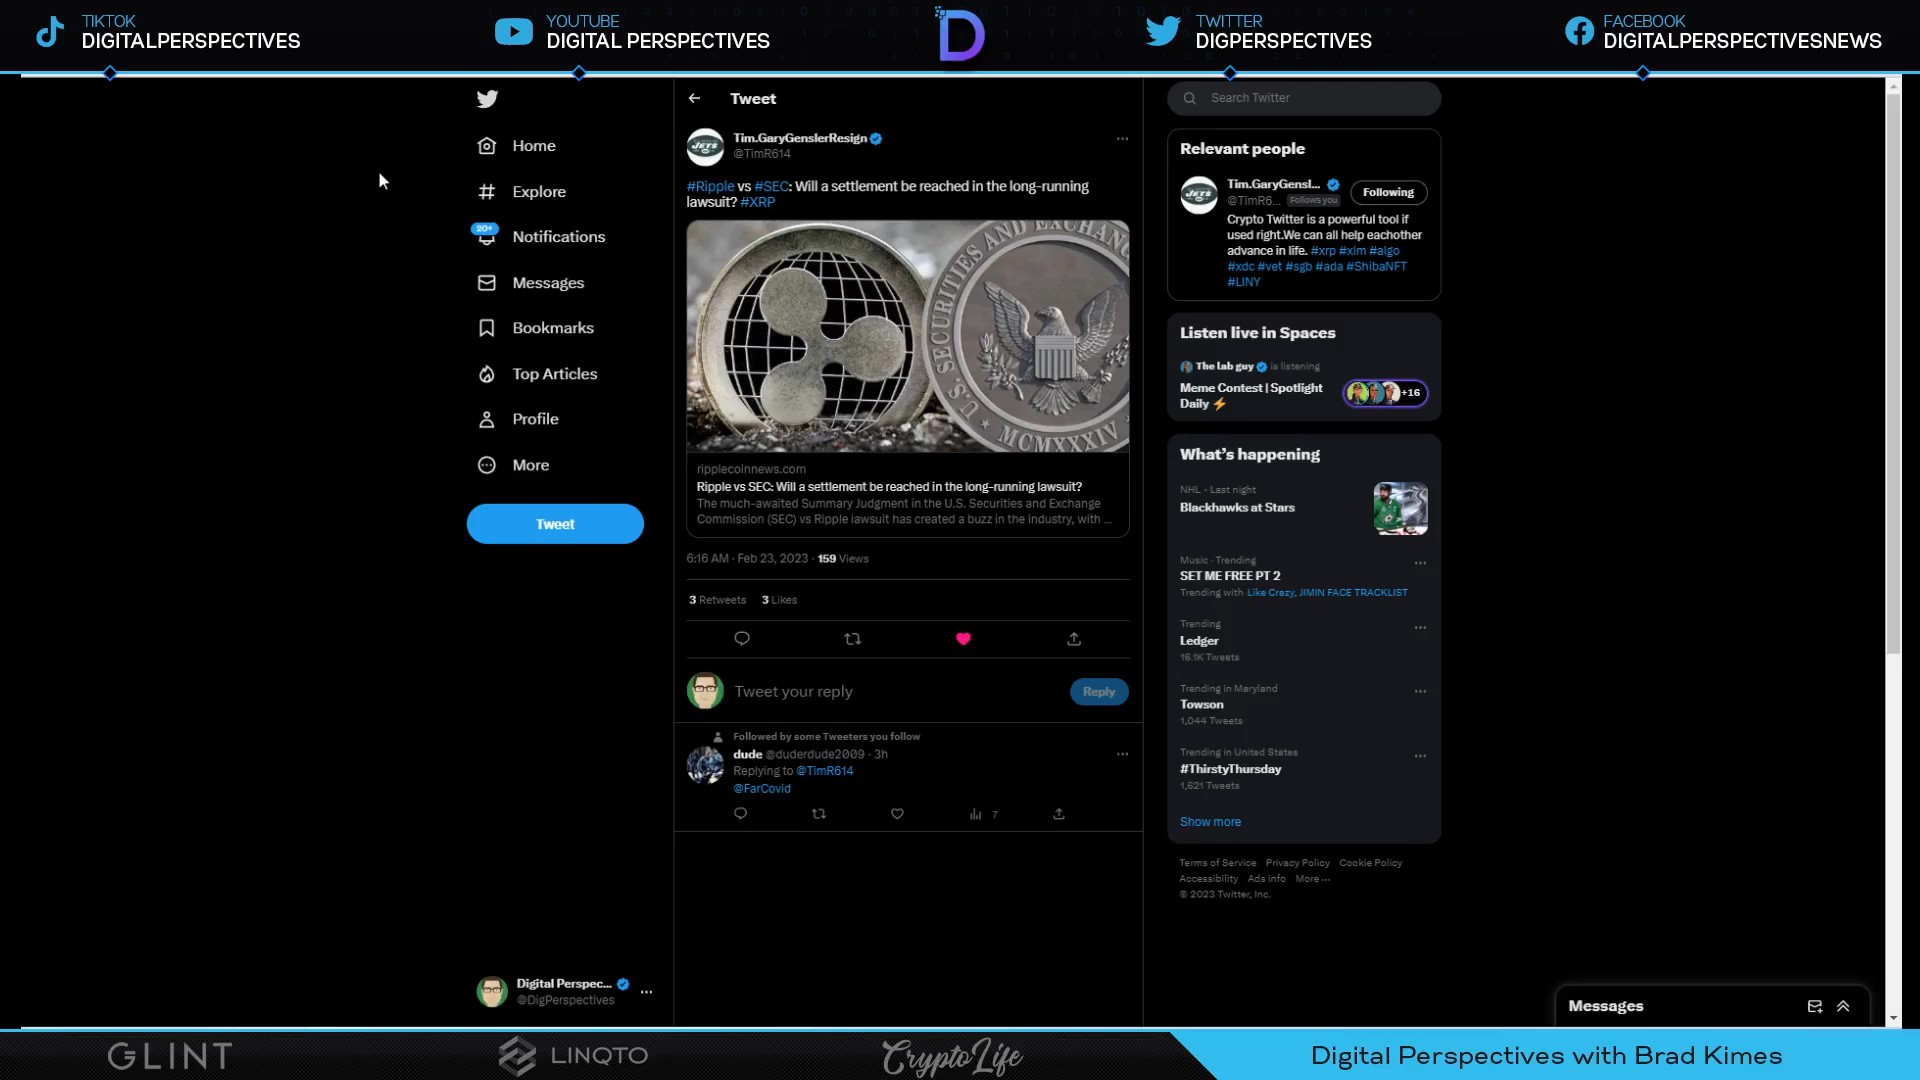 TIKTOK
DIGITALPERSPECTIVES
YOUTUBE
DIGITAL PERSPECTIVES
D
TWITTER
DIGPERSPECTIVES
FACEBOOK
DIGITALPERSPECTIVESNEWS
Home
Explore
20+
Notifications
Messages
Bookmarks
Top Articles
Profile
More
Tweet
Digital Perspec...
@DigPerspectives
Tweet
Tim.GaryGenslerResign
@TimR614
#Ripple vs #SEC: Will a settlement be reached in the long-running
lawsuit? #XRP
JETS
SECURITIES AND EXCHANG
U.S.
MCMXXXIV
ripplecoinnews.com
Ripple vs SEC: Will a settlement be reached in the long-running lawsuit?
The much-awaited Summary Judgment in the U.S. Securities and Exchange
Commission (SEC) vs Ripple lawsuit has created a buzz in the industry, with ...
6:16 AM · Feb 23, 2023 · 159 Views
3 Retweets 3 Likes
Tweet your reply
Reply
Followed by some Tweeters you follow
dude @duderdude2009 · 3h
Replying to @TimR614
@FarCovid
7
Search Twitter
Relevant people
JETS
Tim.GaryGensl...
@TimR6... Follows you
Following
Crypto Twitter is a powerful tool if
used right.We can all help eachother
advance in life. #xrp #xlm #algo
#xdc #vet #sgb #ada #ShibaNFT
#LINY
Listen live in Spaces
The lab guy is listening
Meme Contest | Spotlight
Daily ⚡
+16
What's happening
NHL · Last night
Blackhawks at Stars
Music · Trending
SET ME FREE PT 2
Trending with Like Crazy, JIMIN FACE TRACKLIST
Trending
Ledger
16.1K Tweets
Trending in Maryland
Towson
1,044 Tweets
Trending in United States
#ThirstyThursday
1,621 Tweets
Show more
Terms of Service Privacy Policy Cookie Policy
Accessibility Ads info More ...
© 2023 Twitter, Inc.
Messages
GLINT
LINQTO
CryptoLife
Digital Perspectives with Brad Kimes